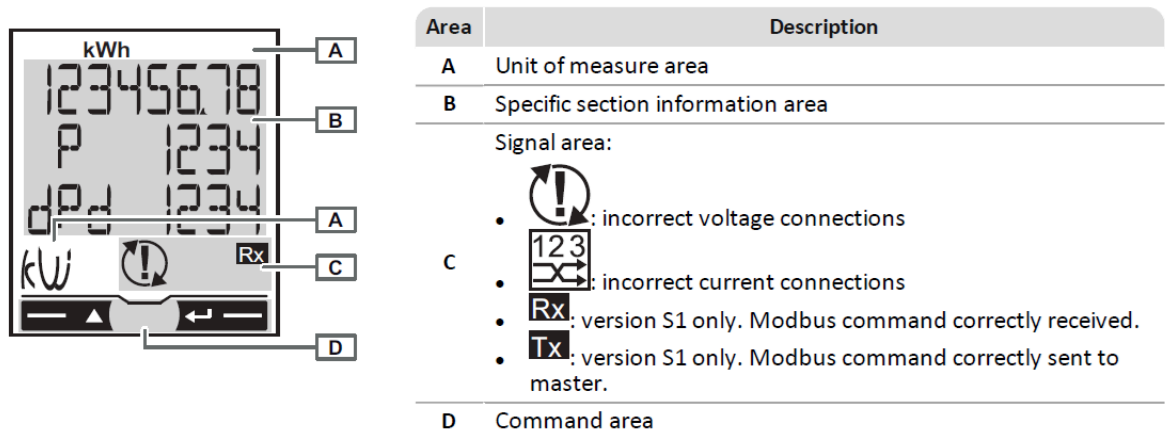 kWh
12345678
P 1234
dPd 1234
kW
Rx
A
B
A
C
D
Area Description
A Unit of measure area
B Specific section information area
C Signal area:
• : incorrect voltage connections
• 123 : incorrect current connections
• Rx : version S1 only. Modbus command correctly received.
• Tx : version S1 only. Modbus command correctly sent to
master.
D Command area